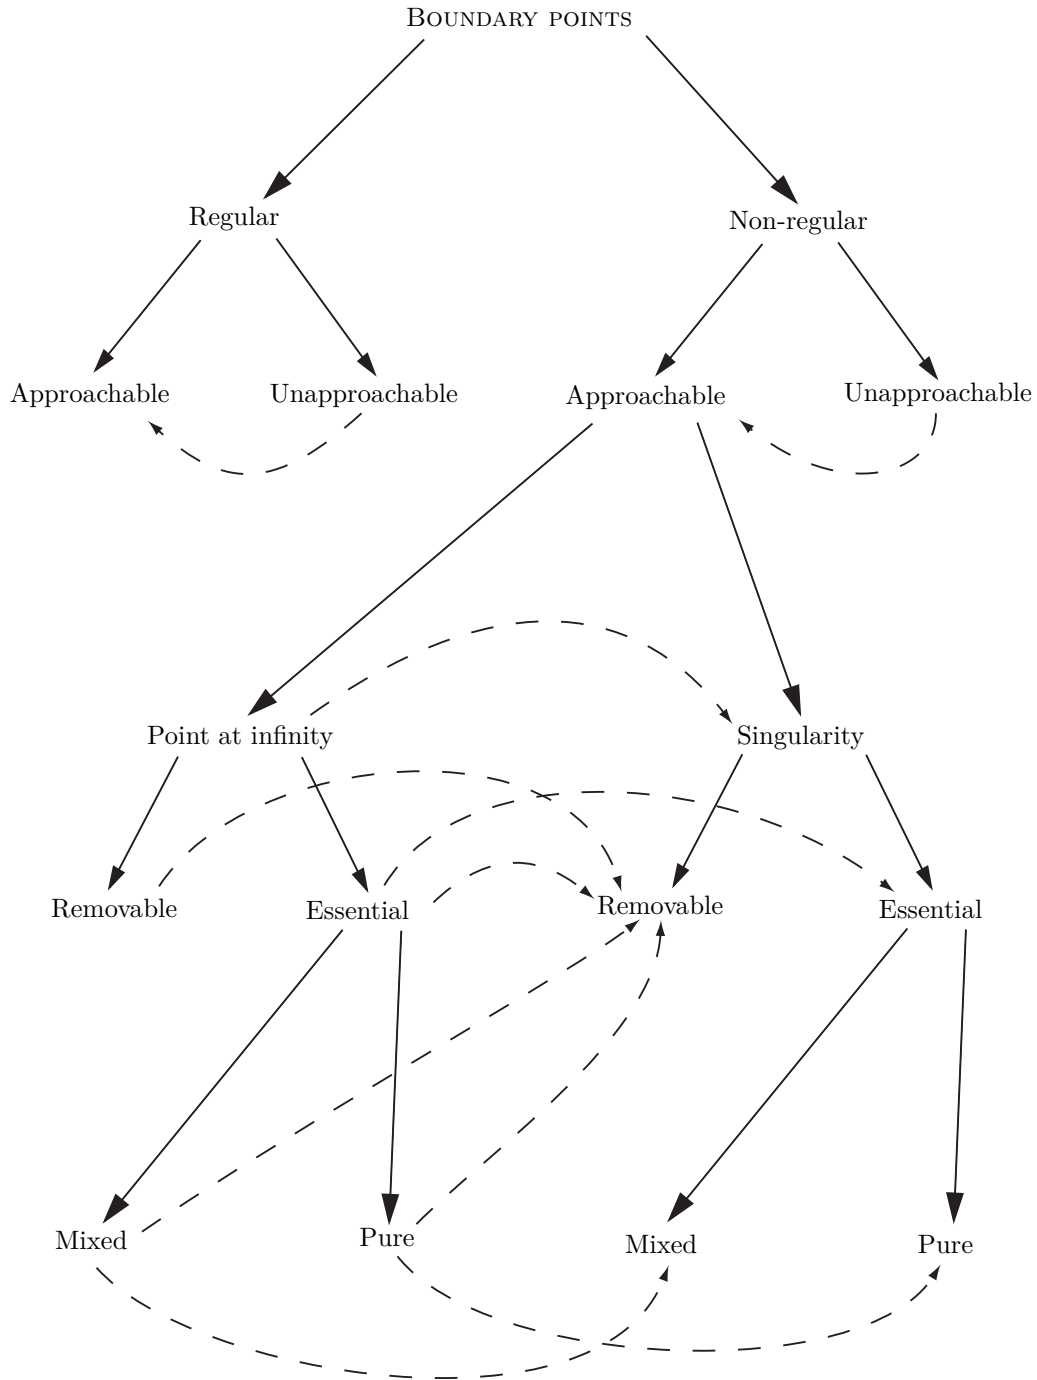 BOUNDARY POINTS
Regular
Non-regular
Approachable
Unapproachable
Approachable
Unapproachable
Point at infinity
Singularity
Removable
Essential
Removable
Essential
Mixed
Pure
Mixed
Pure